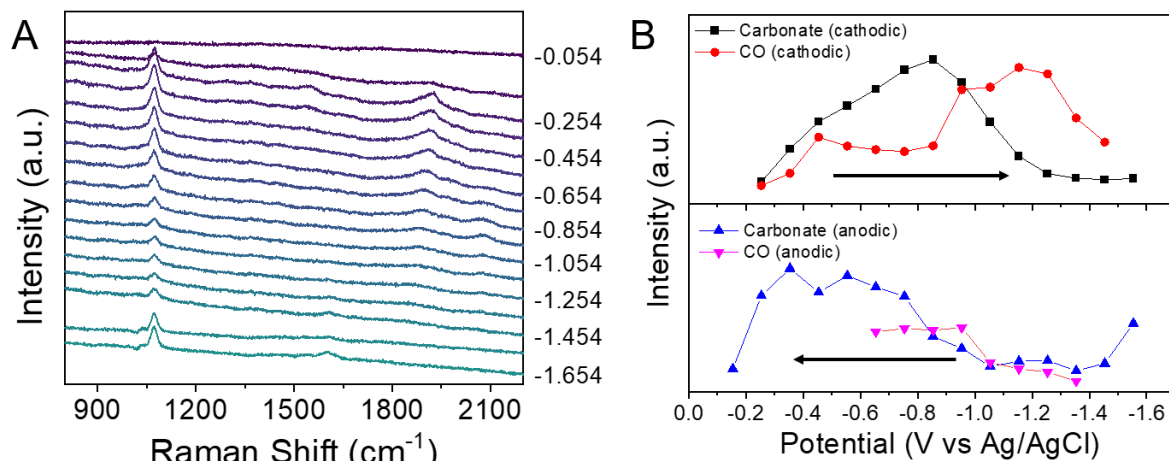 A
Intensity (a.u.)
-0.054
-0.254
-0.454
-0.654
-0.854
-1.054
-1.254
-1.454
-1.654
900 1200 1500 1800 2100
Raman Shift (cm-1)
B
Carbonate (cathodic)
CO (cathodic)
Intensity (a.u.)
Carbonate (anodic)
CO (anodic)
0.0 -0.2 -0.4 -0.6 -0.8 -1.0 -1.2 -1.4 -1.6
Potential (V vs Ag/AgCl)